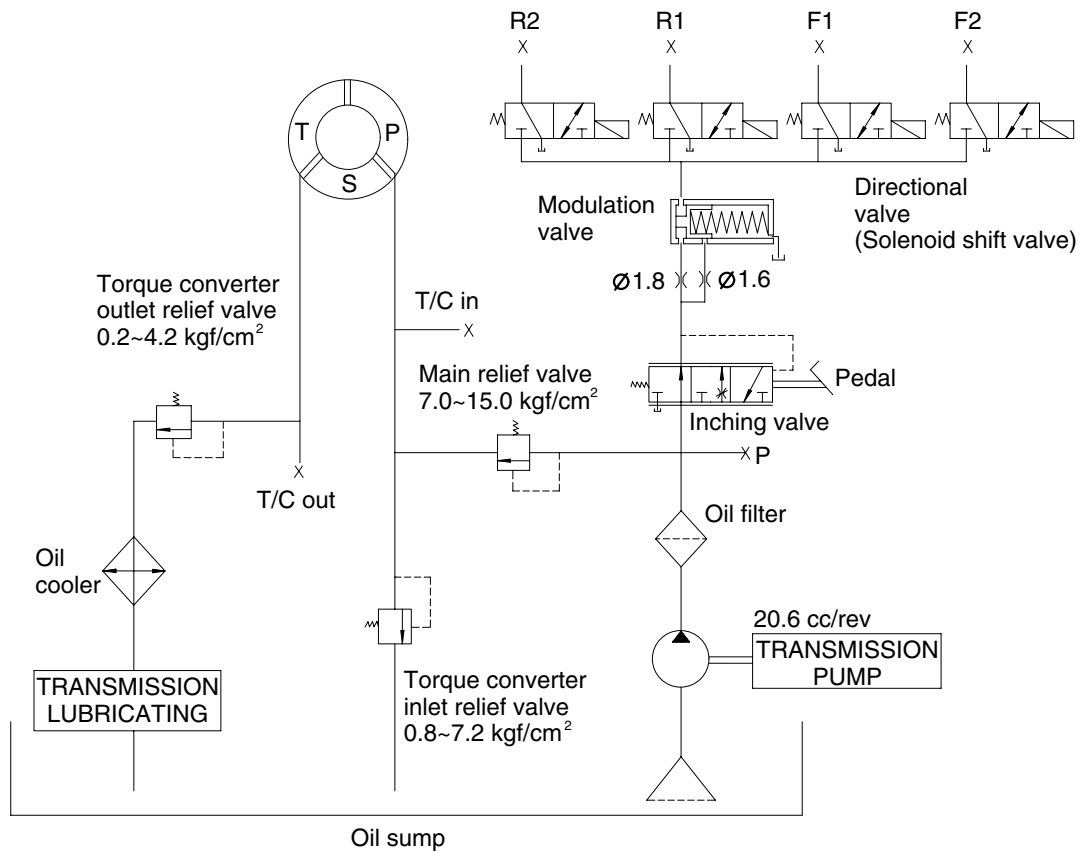 R2
R1
F1
F2
T
P
S
Modulation
valve
Directional
valve
(Solenoid shift valve)
Ø1.8
Ø1.6
Torque converter
outlet relief valve
0.2~4.2 kgf/cm²
T/C in
Main relief valve
7.0~15.0 kgf/cm²
Pedal
Inching valve
P
T/C out
Oil filter
Oil
cooler
20.6 cc/rev
TRANSMISSION
PUMP
TRANSMISSION
LUBRICATING
Torque converter
inlet relief valve
0.8~7.2 kgf/cm²
Oil sump